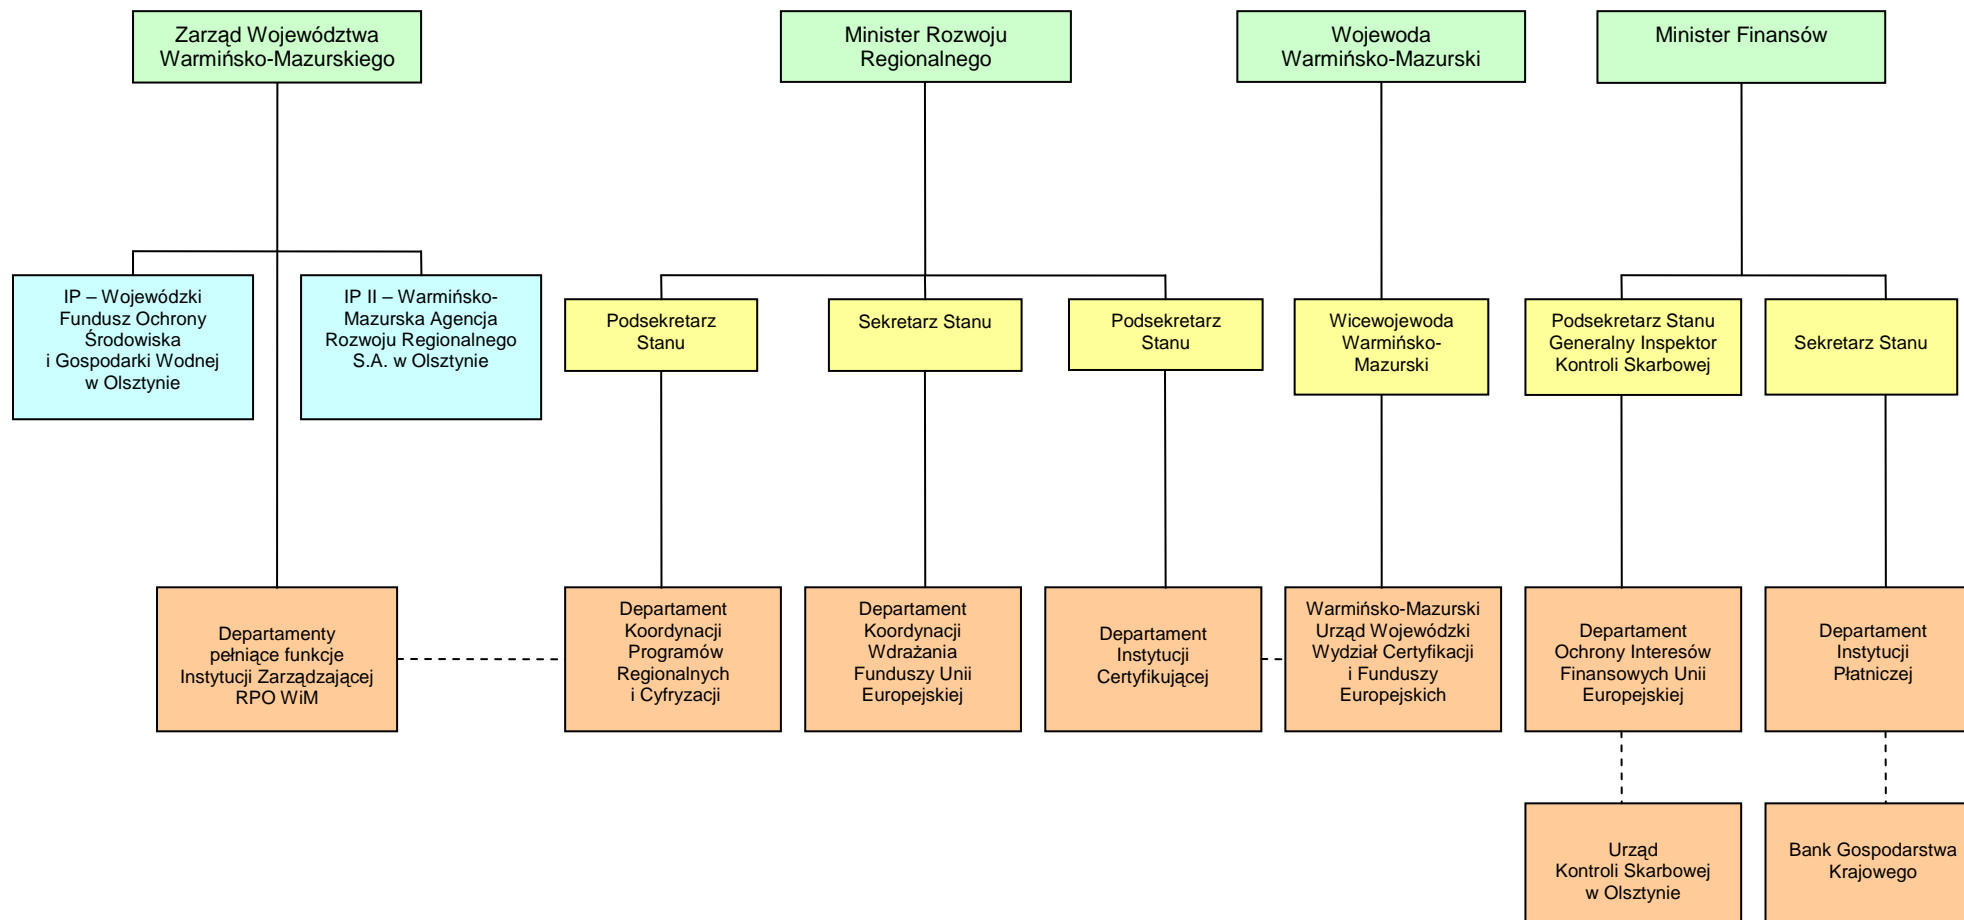 Zarząd Województwa
Warmińsko-Mazurskiego
Minister Rozwoju
Regionalnego
Wojewoda
Warmińsko-Mazurski
Minister Finansów
IP – Wojewódzki
Fundusz Ochrony
Środowiska
i Gospodarki Wodnej
w Olsztynie
IP II – Warmińsko-
Mazurska Agencja
Rozwoju Regionalnego
S.A. w Olsztynie
Podsekretarz
Stanu
Sekretarz Stanu
Podsekretarz
Stanu
Wicewojewoda
Warmińsko-
Mazurski
Podsekretarz Stanu
Generalny Inspektor
Kontroli Skarbowej
Sekretarz Stanu
Departamenty
pełniące funkcje
Instytucji Zarządzającej
RPO WiM
Departament
Koordynacji
Programów
Regionalnych
i Cyfryzacji
Departament
Koordynacji
Wdrażania
Funduszy Unii
Europejskiej
Departament
Instytucji
Certyfikującej
Warmińsko-Mazurski
Urząd Wojewódzki
Wydział Certyfikacji
i Funduszy
Europejskich
Departament
Ochrony Interesów
Finansowych Unii
Europejskiej
Departament
Instytucji
Płatniczej
Urząd
Kontroli Skarbowej
w Olsztynie
Bank Gospodarstwa
Krajowego